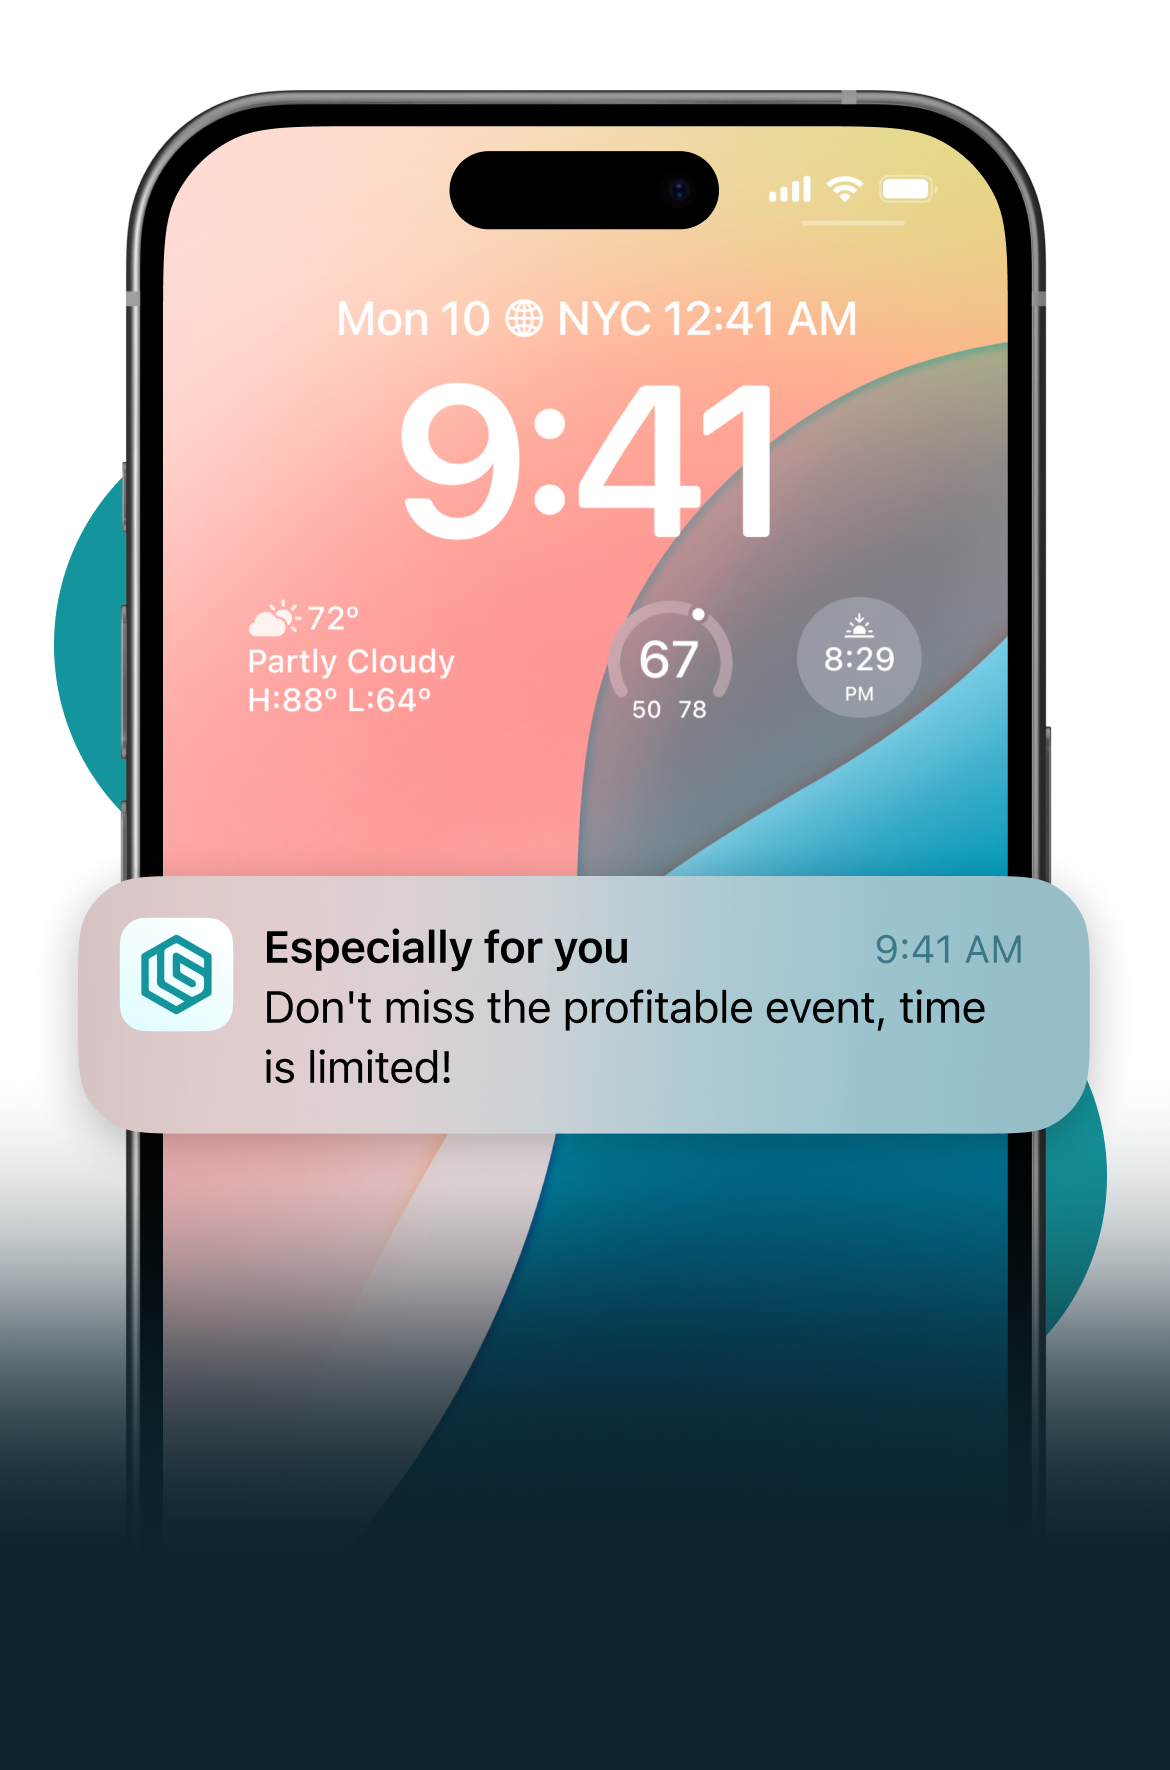 Mon 10 NYC 12:41 AM
9:41
72°
Partly Cloudy
H:88° L:64°
67
50 78
8:29
PM
Especially for you
9:41 AM
Don't miss the profitable event, time
is limited!